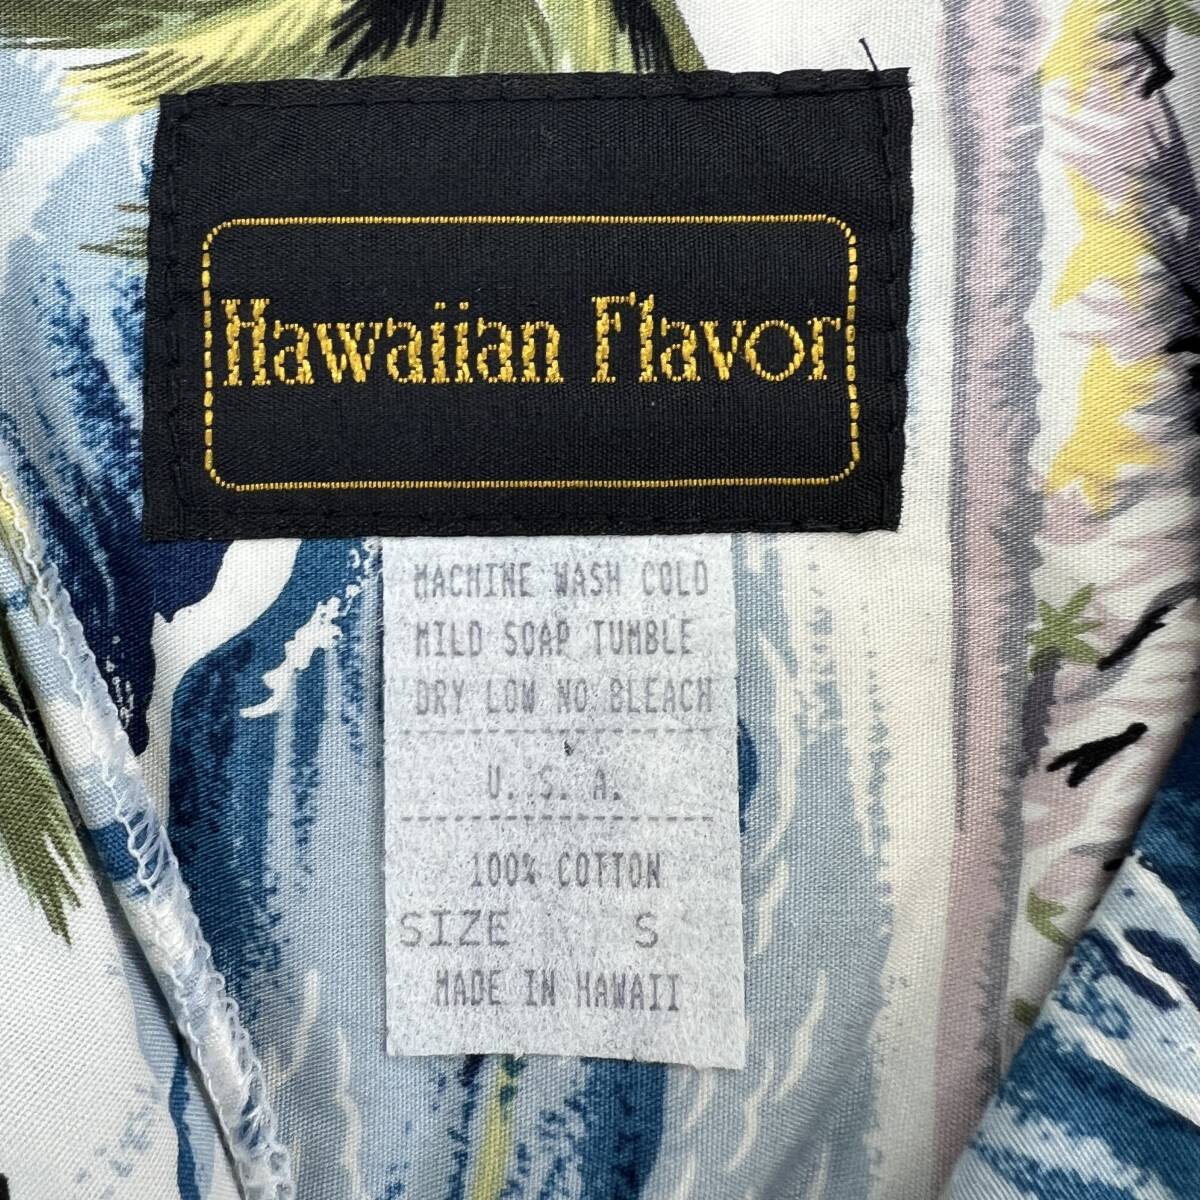 Hawaiian Flavor
MACHINE WASH COLD
MILD SOAP TUMBLE
DRY LOW NO BLEACH
U. S. A.
100% COTTON
SIZE S
MADE IN HAWAII